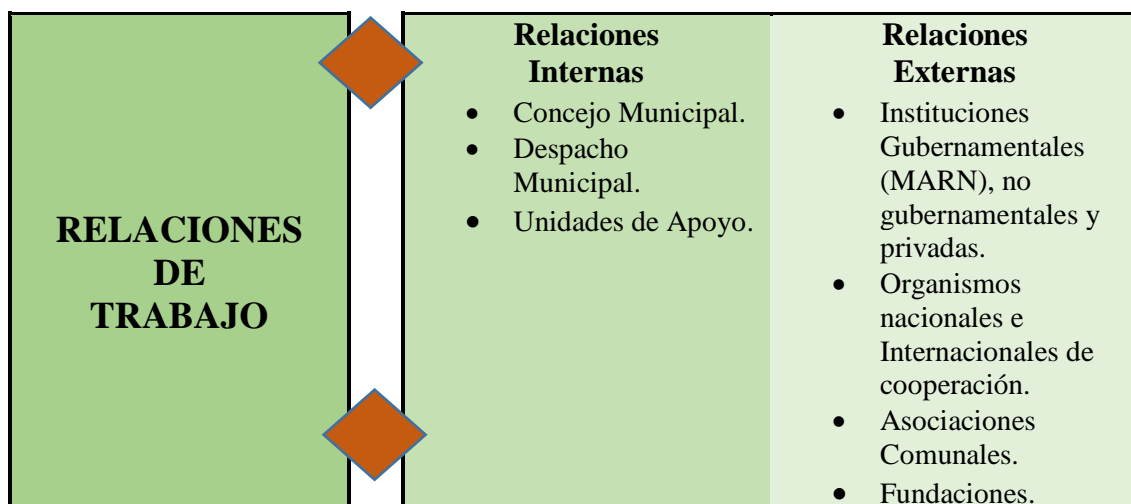 RELACIONES
DE
TRABAJO
Relaciones
Internas
• Concejo Municipal.
• Despacho
Municipal.
• Unidades de Apoyo.
Relaciones
Externas
• Instituciones
Gubernamentales
(MARN), no
gubernamentales y
privadas.
• Organismos
nacionales e
Internacionales de
cooperación.
• Asociaciones
Comunales.
• Fundaciones.